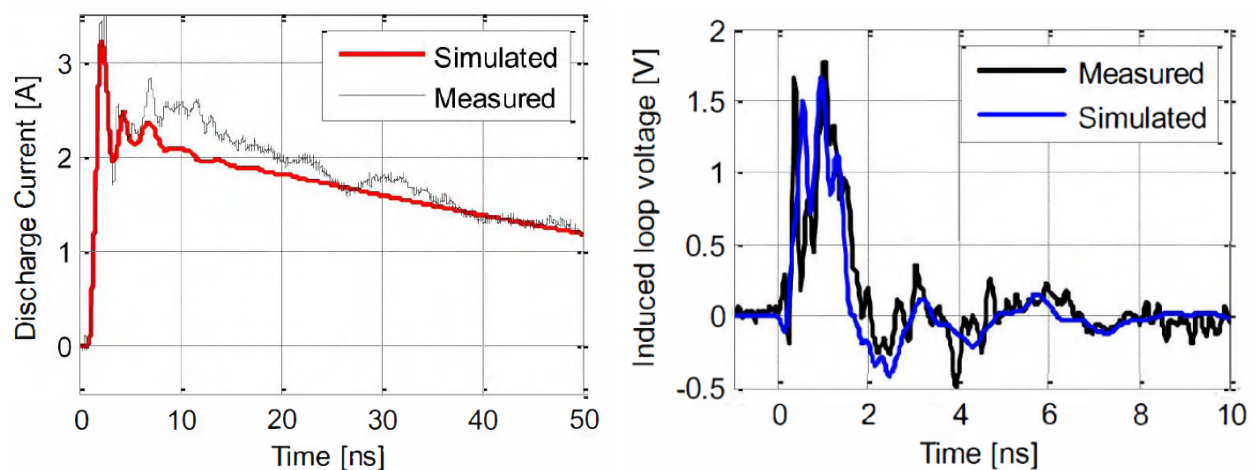 Discharge Current [A]
3
2
1
0
Simulated
Measured
0 10 20 30 40 50
Time [ns]
Induced loop voltage [V]
2
1.5
1
0.5
0
-0.5
Measured
Simulated
0 2 4 6 8 10
Time [ns]